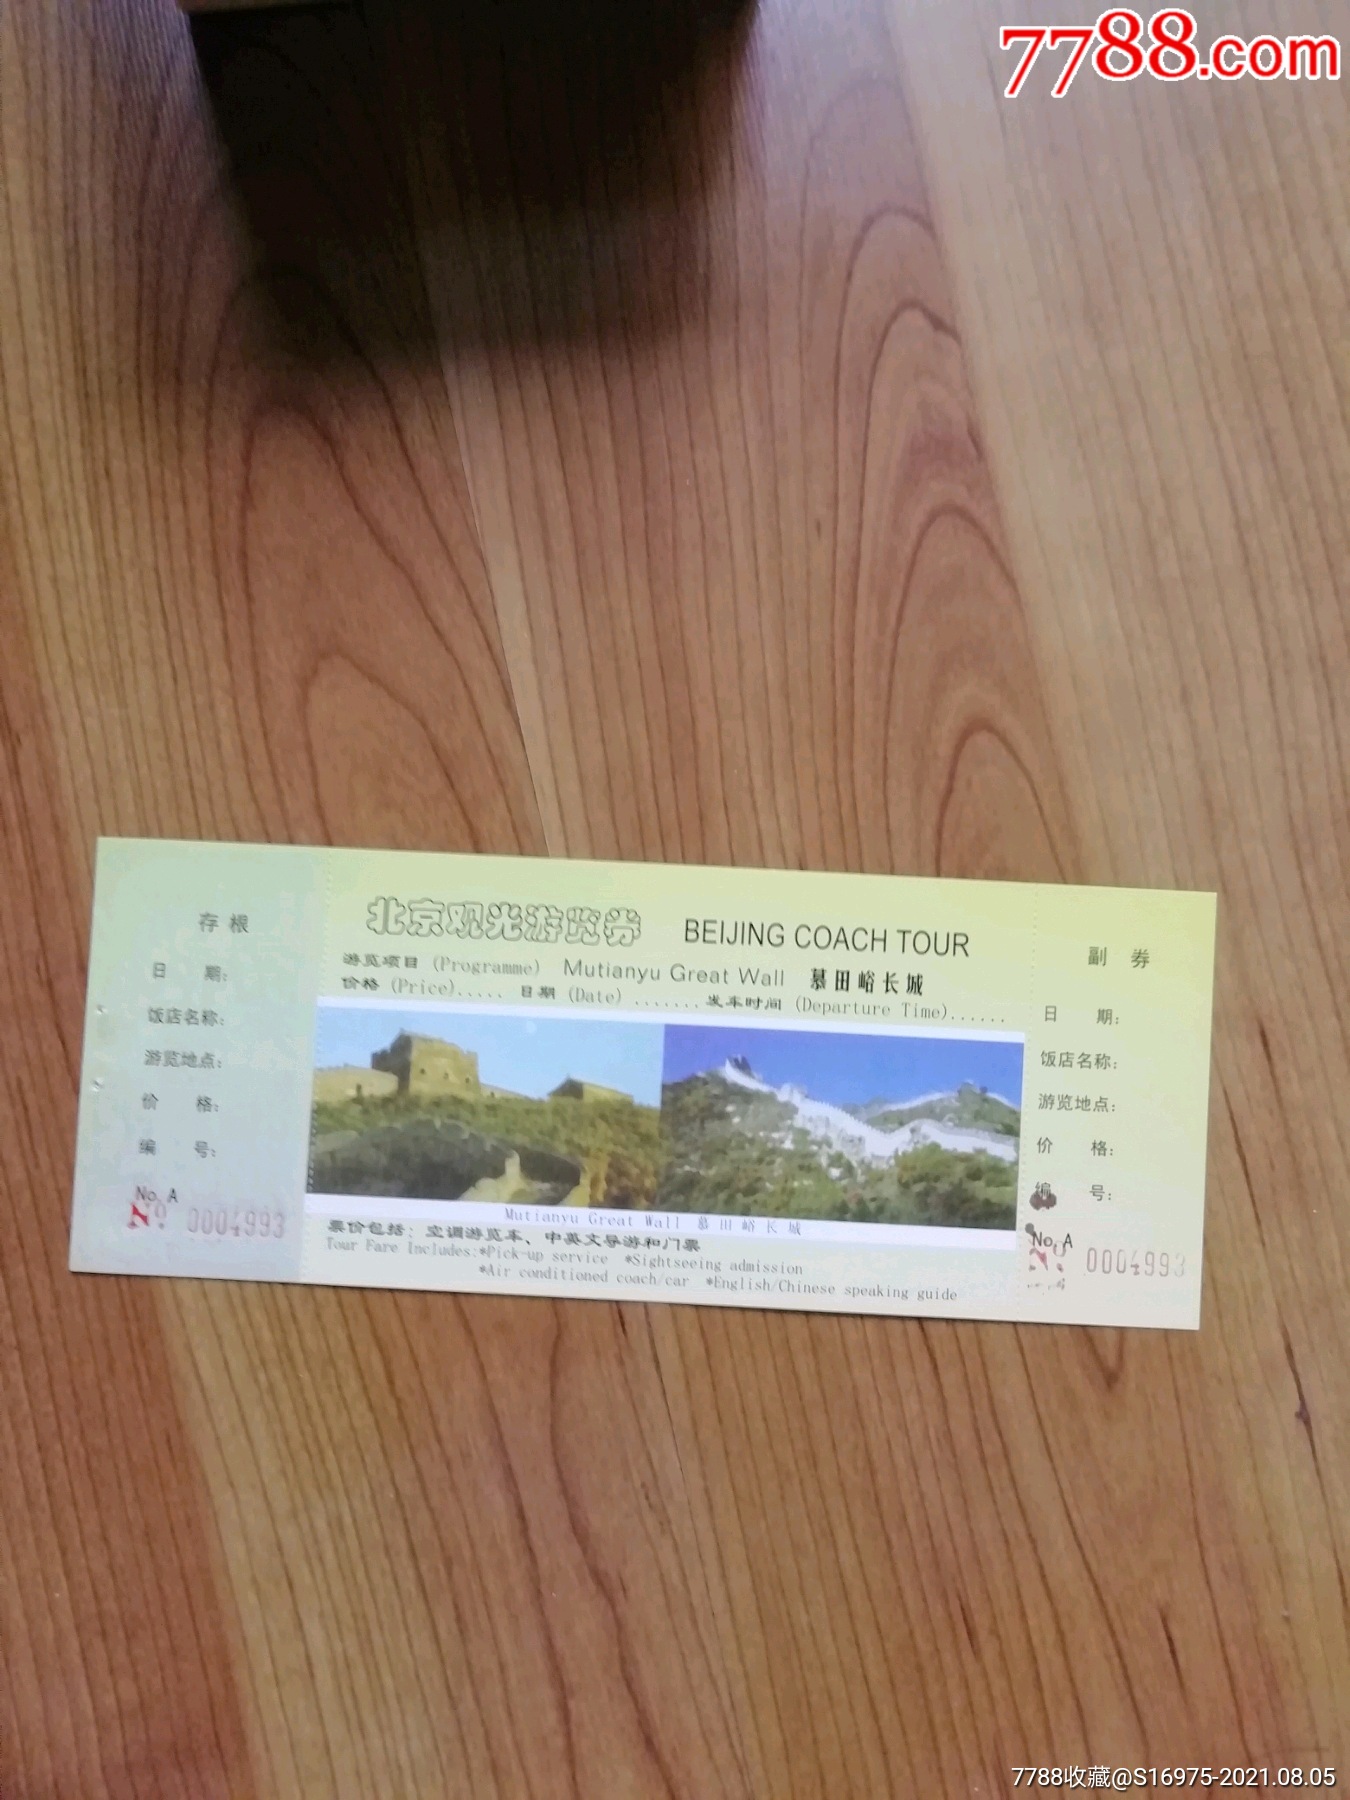 7788.com
存根
日 期:
饭店名称:
游览地点:
价 格:
编 号:
No. A
No 0004993
北京观光游览券 BEIJING COACH TOUR
游览项目 (Programme) Mutianyu Great Wall 慕田峪长城
价格 (Price)..... 日期 (Date) ....... 发车时间 (Departure Time)......
Mutianyu Great Wall 慕田峪长城
票价包括: 空调游览车、中英文导游和门票
Tour Fare Includes:*Pick-up service *Sightseeing admission
*Air conditioned coach/car *English/Chinese speaking guide
副 券
日 期:
饭店名称:
游览地点:
价 格:
编 号:
No. A
No 0004993
7788收藏@S16975-2021.08.05